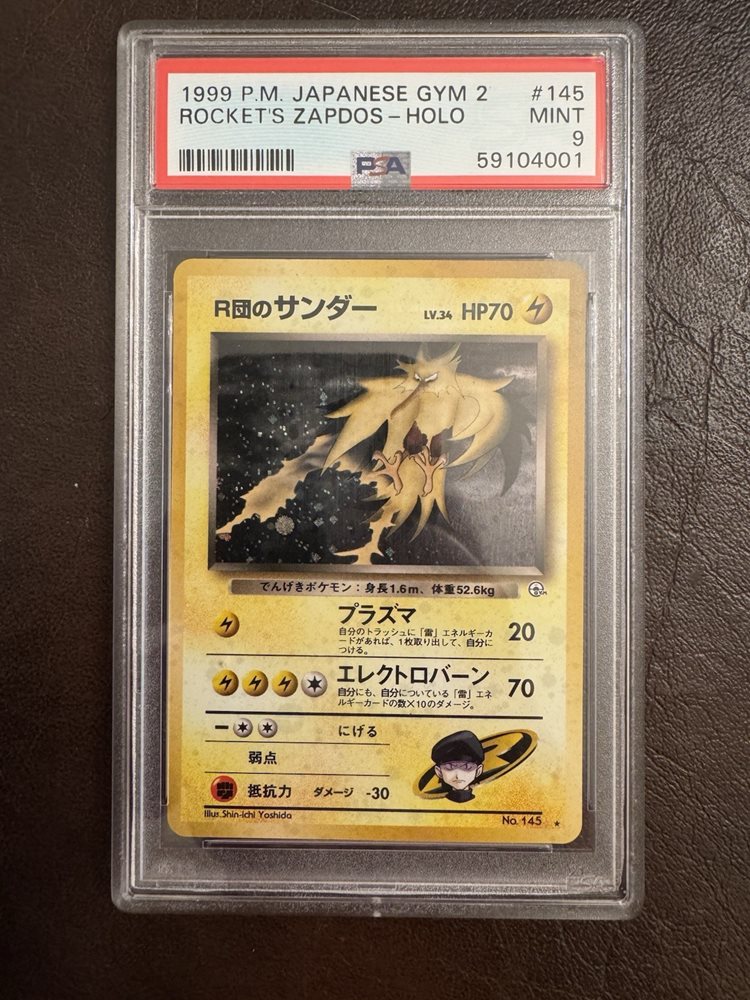 1999 P.M. JAPANESE GYM 2 #145
ROCKET'S ZAPDOS - HOLO MINT
9
PSA 59104001
R団のサンダー LV.34 HP70
でんげきポケモン：身長1.6m、体重52.6kg
プラズマ 20
自分のトラッシュに「雷」エネルギーカ
ードがあれば、1枚取り出して、自分に
つける。
エレクトロバーン 70
自分にも、自分についている「雷」エネ
ルギーカードの数×10のダメージ。
にげる
弱点
抵抗力 ダメージ -30
Illus.Shin-ichi Yoshida
No. 145 ★